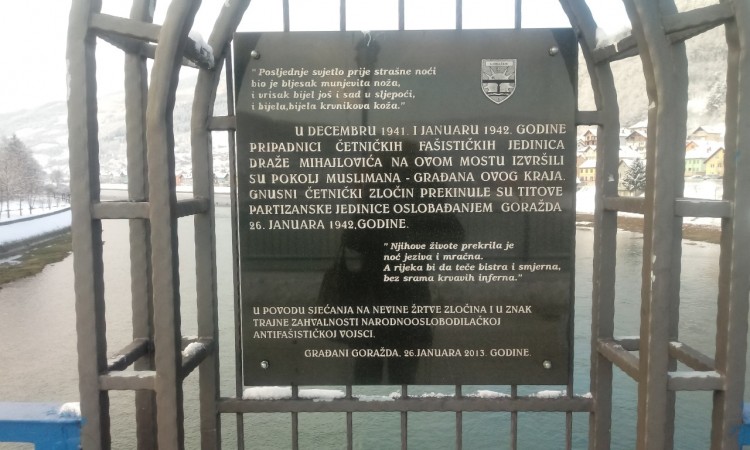 " Posljednje svjetlo prije strašne noći
bio je bljesak munjevita noža,
i vrisak bijel još i sad u sljepoći,
i bijela,bijela krvnikova koža."
U DECEMBRU 1941. I JANUARU 1942. GODINE
PRIPADNICI ČETNIČKIH FAŠISTIČKIH JEDINICA
DRAŽE MIHAJLOVIĆA NA OVOM MOSTU IZVRŠILI
SU POKOLJ MUSLIMANA - GRAĐANA OVOG KRAJA.
GNUSNI ČETNIČKI ZLOČIN PREKINULE SU TITOVE
PARTIZANSKE JEDINICE OSLOBAĐANJEM GORAŽDA
26. JANUARA 1942.GODINE.
" Njihove živote prekrila je
noć jeziva i mračna.
A rijeka bi da teče bistra i smjerna,
bez srama krvavih inferna."
U POVODU SJEĆANJA NA NEVINE ŽRTVE ZLOČINA I U ZNAK
TRAJNE ZAHVALNOSTI NARODNOOSLOBODILAČKOJ
ANTIFAŠISTIČKOJ VOJSCI.
GRAĐANI GORAŽDA, 26.JANUARA 2013. GODINE.